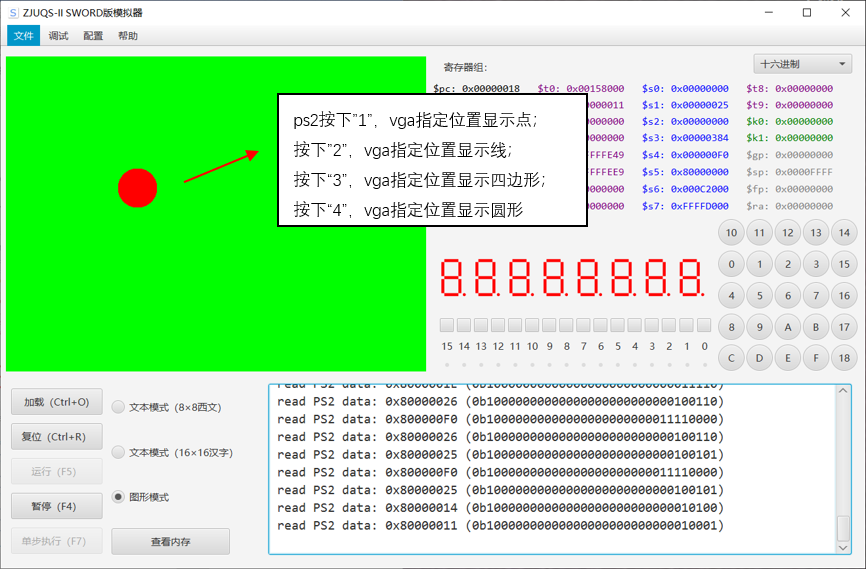 ZJUQS-II SWORD版模拟器
文件 调试 配置 帮助
寄存器组: 十六进制
$pc: 0x00000018 $t0: 0x00158000 $s0: 0x00000000 $t8: 0x00000000
0000011 $s1: 0x00000025 $t9: 0x00000000
0000000 $s2: 0x00000000 $k0: 0x00000000
0000000 $s3: 0x00000384 $k1: 0x00000000
FFFFE49 $s4: 0x000000F0 $gp: 0x00000000
FFFFEE9 $s5: 0x80000000 $sp: 0x0000FFFF
0000000 $s6: 0x000C2000 $fp: 0x00000000
0000000 $s7: 0xFFFFD000 $ra: 0x00000000
ps2按下”1”，vga指定位置显示点;
按下”2”，vga指定位置显示线;
按下“3”，vga指定位置显示四边形;
按下“4”，vga指定位置显示圆形
10 11 12 13 14
0 1 2 3 15
4 5 6 7 16
8 9 A B 17
C D E F 18
8.8.8.8.8.8.8.8.
15 14 13 12 11 10 9 8 7 6 5 4 3 2 1 0
加载 (Ctrl+O)
复位 (Ctrl+R)
运行 (F5)
暂停 (F4)
单步执行 (F7)
文本模式 (8×8西文)
文本模式 (16×16汉字)
图形模式
查看内存
read PS2 data: 0x8000001E (0b10000000000000000000000000011110)
read PS2 data: 0x80000026 (0b10000000000000000000000000100110)
read PS2 data: 0x800000F0 (0b10000000000000000000000011110000)
read PS2 data: 0x80000026 (0b10000000000000000000000000100110)
read PS2 data: 0x80000025 (0b10000000000000000000000000100101)
read PS2 data: 0x800000F0 (0b10000000000000000000000011110000)
read PS2 data: 0x80000025 (0b10000000000000000000000000100101)
read PS2 data: 0x80000014 (0b10000000000000000000000000010100)
read PS2 data: 0x80000011 (0b10000000000000000000000000010001)